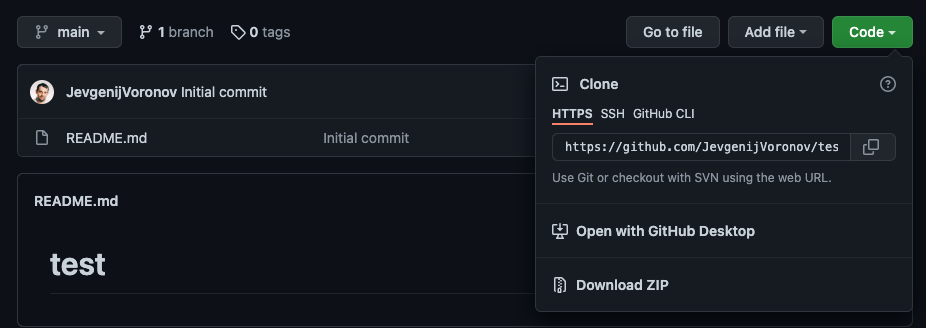 main 1 branch 0 tags Go to file Add file Code
JevgenijVoronov Initial commit
README.md Initial commit
README.md
test
Clone
HTTPS SSH GitHub CLI
https://github.com/JevgenijVoronov/tes
Use Git or checkout with SVN using the web URL.
Open with GitHub Desktop
Download ZIP